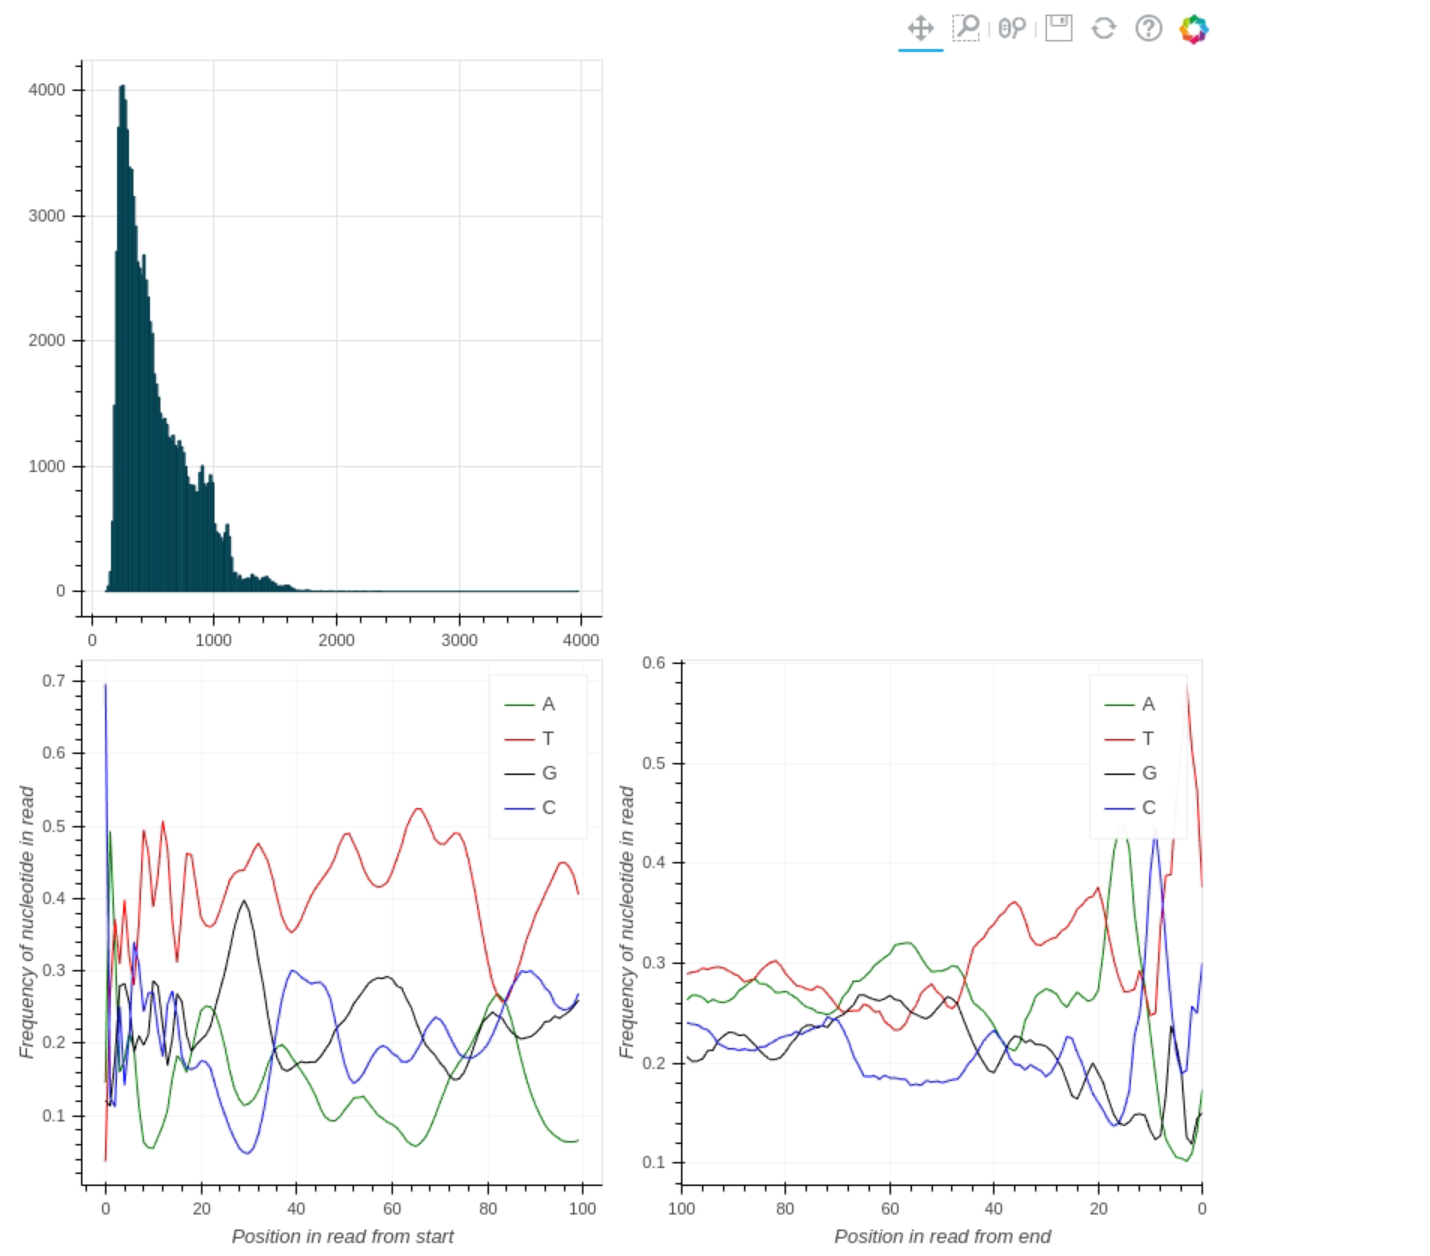 4000
3000
2000
1000
0
0 1000 2000 3000 4000
0.7
0.6
0.5
0.4
0.3
0.2
0.1
Frequency of nucleotide in read
A
T
G
C
0 20 40 60 80 100
Position in read from start
0.6
0.5
0.4
0.3
0.2
0.1
Frequency of nucleotide in read
A
T
G
C
100 80 60 40 20 0
Position in read from end